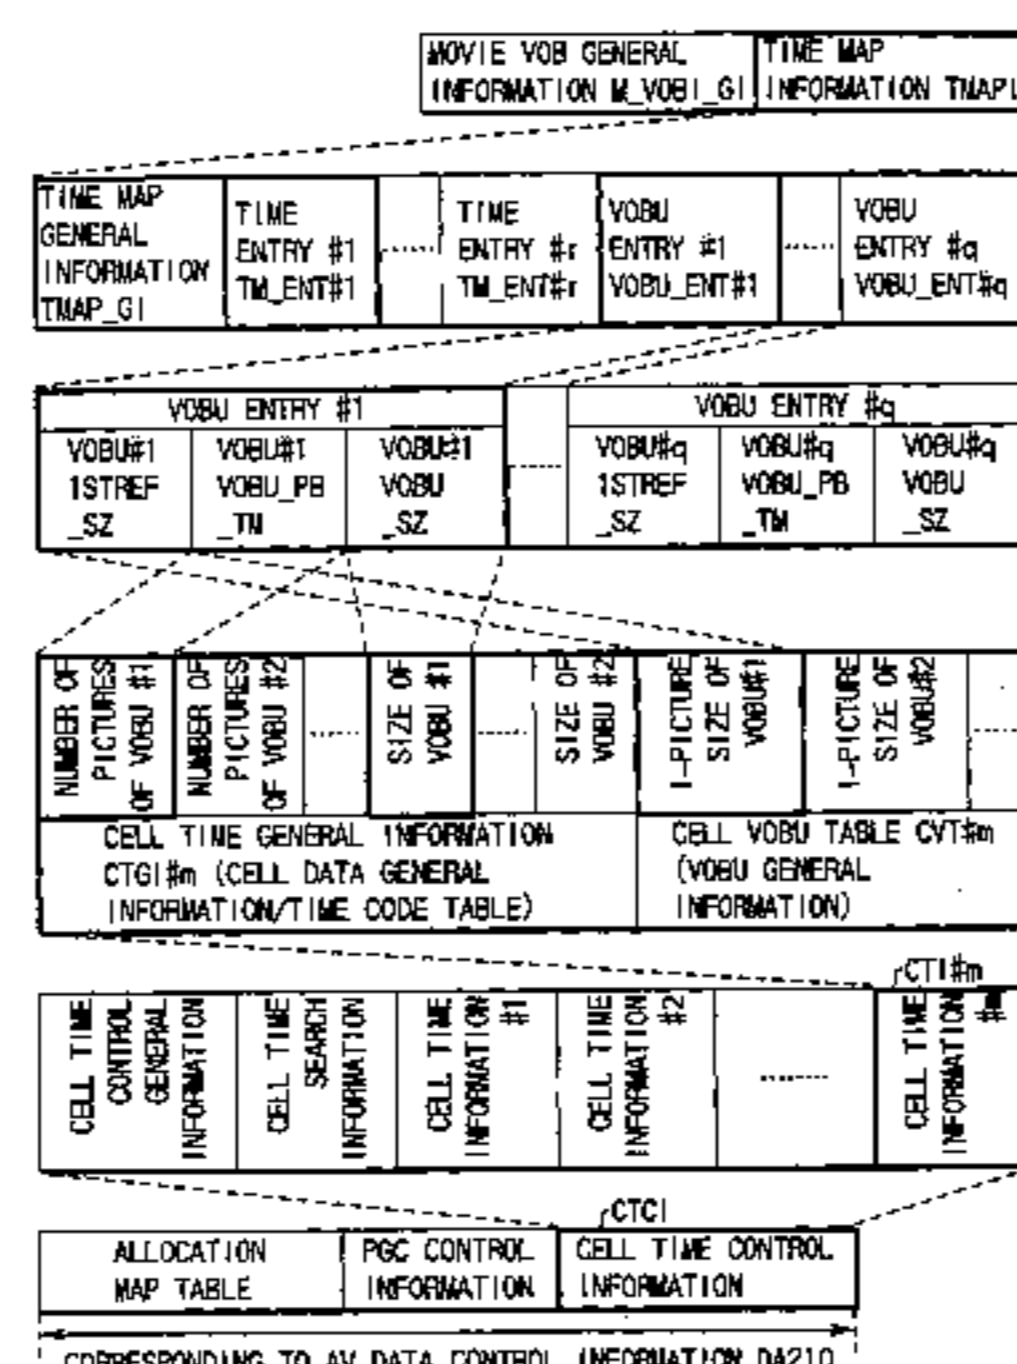 MOVIE VOB GENERAL
INFORMATION M_VOBI_GI
TIME MAP
INFORMATION TMAPI
TIME MAP
GENERAL
INFORMATION
TMAP_GI
TIME
ENTRY #1
TM_ENT#1
TIME
ENTRY #r
TM_ENT#r
VOBU
ENTRY #1
VOBU_ENT#1
VOBU
ENTRY #q
VOBU_ENT#q
VOBU ENTRY #1
VOBU ENTRY #q
VOBU#1
1STREF
_SZ
VOBU#1
VOBU_PB
_TM
VOBU#1
VOBU
_SZ
VOBU#q
1STREF
_SZ
VOBU#q
VOBU_PB
_TM
VOBU#q
VOBU
_SZ
NUMBER OF
PICTURES
OF VOBU #1
NUMBER OF
PICTURES
OF VOBU #2
SIZE OF
VOBU #1
SIZE OF
VOBU #2
I-PICTURE
SIZE OF
VOBU#1
I-PICTURE
SIZE OF
VOBU#2
CELL TIME GENERAL INFORMATION
CTGI#m (CELL DATA GENERAL
INFORMATION/TIME CODE TABLE)
CELL VOBU TABLE CVT#m
(VOBU GENERAL
INFORMATION)
CTI#m
CELL TIME
CONTROL
GENERAL
INFORMATION
CELL TIME
SEARCH
INFORMATION
CELL TIME
INFORMATION
#1
CELL TIME
INFORMATION
#2
CELL TIME
INFORMATION
#m
CTCI
ALLOCATION
MAP TABLE
PGC CONTROL
INFORMATION
CELL TIME CONTROL
INFORMATION
CORRESPONDING TO AV DATA CONTROL INFORMATION DA210